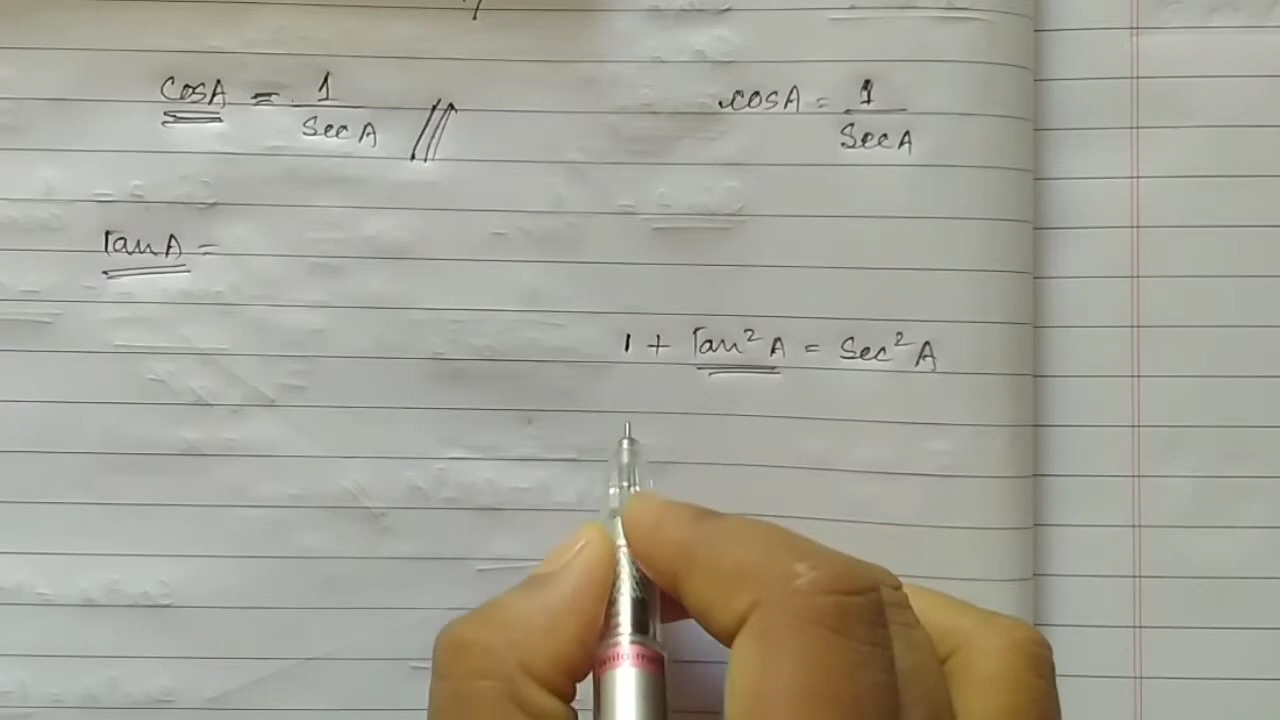 CosA = 1/SecA
cosA = 1/SecA
TanA =
1 + Tan²A = Sec²A